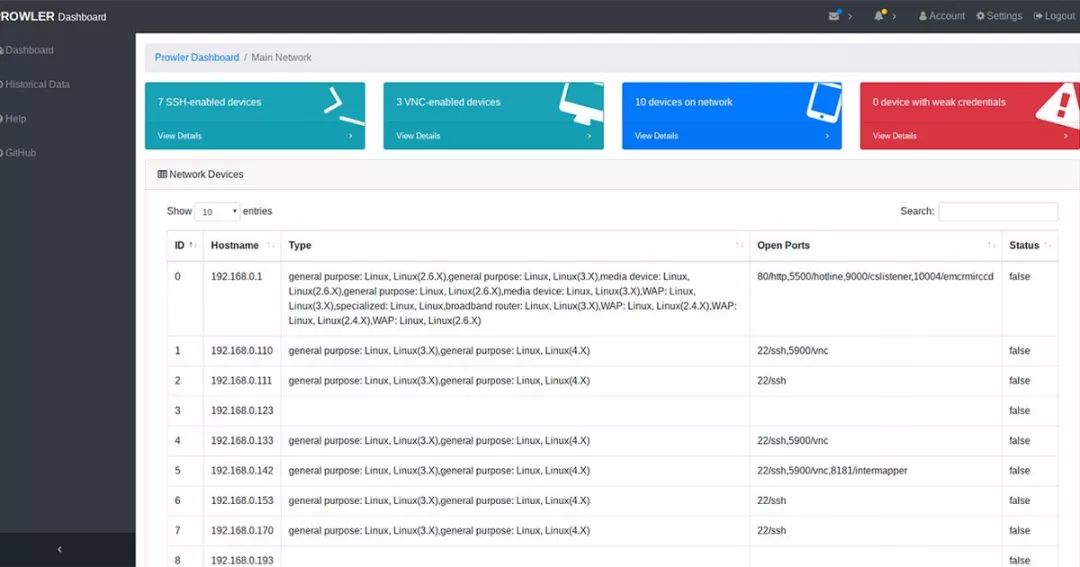 ROWLER Dashboard
Account Settings Logout
Dashboard
Historical Data
Help
GitHub
Prowler Dashboard / Main Network
7 SSH-enabled devices
View Details
3 VNC-enabled devices
View Details
10 devices on network
View Details
0 device with weak credentials
View Details
Network Devices
Show 10 entries
Search:
ID Hostname Type Open Ports Status
0 192.168.0.1 general purpose: Linux, Linux(2.6.X),general purpose: Linux, Linux(3.X),media device: Linux, 80/http,5500/hotline,9000/cslistener,10004/emcrmirccd false
Linux(2.6.X),general purpose: Linux, Linux(2.6.X),media device: Linux, Linux(3.X),WAP: Linux,
Linux(3.X),specialized: Linux, Linux,broadband router: Linux, Linux(3.X),WAP: Linux, Linux(2.4.X),WAP:
Linux, Linux(2.4.X),WAP: Linux, Linux(2.6.X)
1 192.168.0.110 general purpose: Linux, Linux(3.X),general purpose: Linux, Linux(4.X) 22/ssh,5900/vnc false
2 192.168.0.111 general purpose: Linux, Linux(3.X),general purpose: Linux, Linux(4.X) 22/ssh false
3 192.168.0.123 false
4 192.168.0.133 general purpose: Linux, Linux(3.X),general purpose: Linux, Linux(4.X) 22/ssh,5900/vnc false
5 192.168.0.142 general purpose: Linux, Linux(3.X),general purpose: Linux, Linux(4.X) 22/ssh,5900/vnc,8181/intermapper false
6 192.168.0.153 general purpose: Linux, Linux(3.X),general purpose: Linux, Linux(4.X) 22/ssh false
7 192.168.0.170 general purpose: Linux, Linux(3.X),general purpose: Linux, Linux(4.X) 22/ssh false
8 192.168.0.193 false